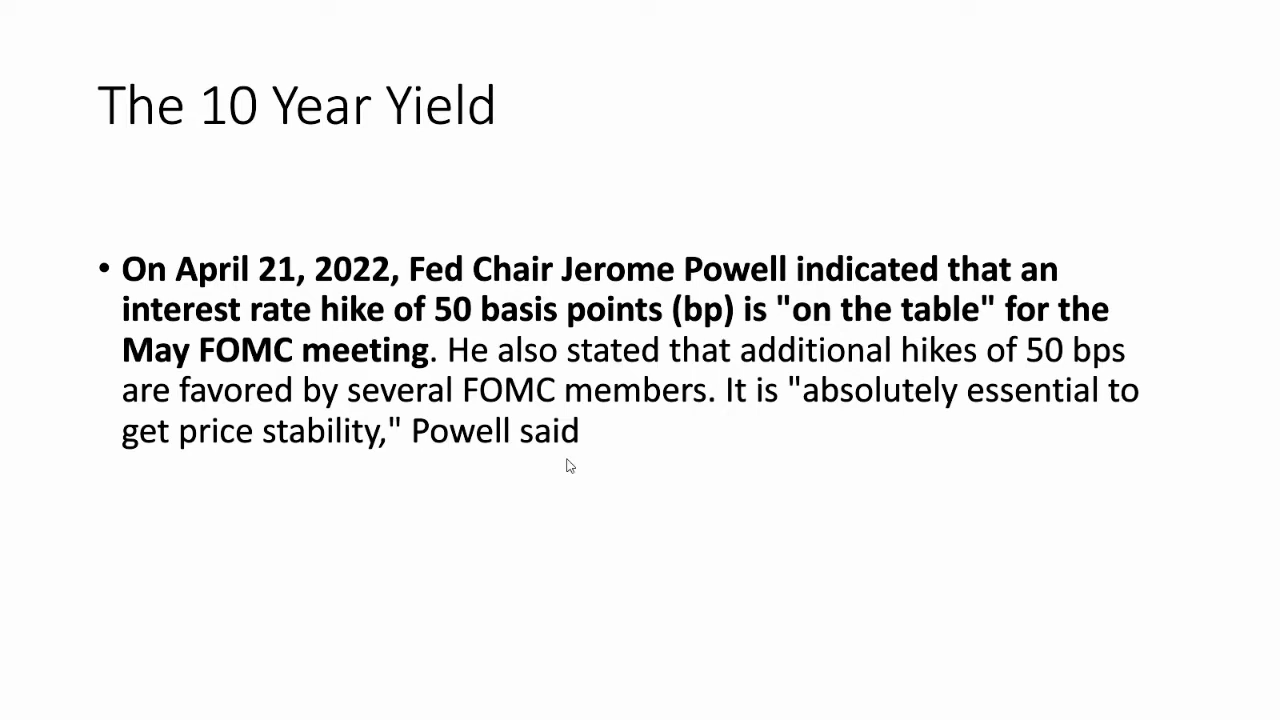 The 10 Year Yield
• On April 21, 2022, Fed Chair Jerome Powell indicated that an
interest rate hike of 50 basis points (bp) is "on the table" for the
May FOMC meeting. He also stated that additional hikes of 50 bps
are favored by several FOMC members. It is "absolutely essential to
get price stability," Powell said